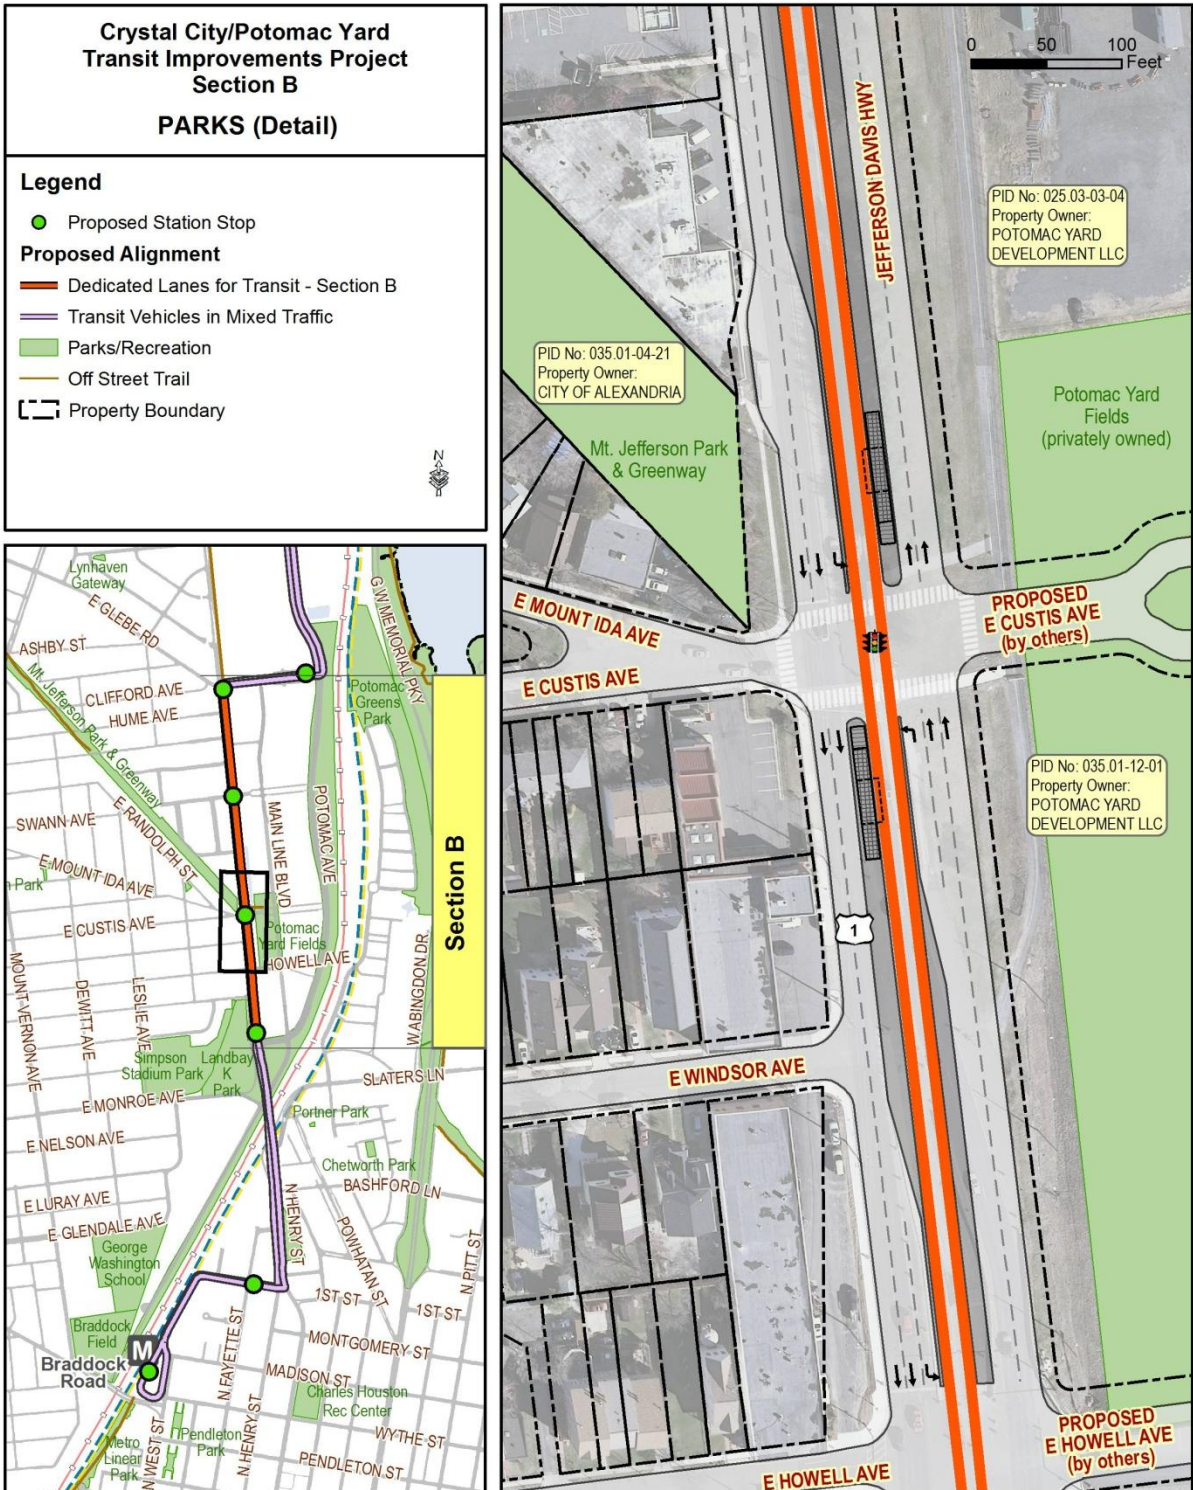 Crystal City/Potomac Yard
Transit Improvements Project
Section B
PARKS (Detail)
Legend
Proposed Station Stop
Proposed Alignment
Dedicated Lanes for Transit - Section B
Transit Vehicles in Mixed Traffic
Parks/Recreation
Off Street Trail
Property Boundary
N
Lynhaven
Gateway
E GLEBE RD
ASHBY ST
Mt. Jefferson Park & Greenway
CLIFFORD AVE
HUME AVE
G W MEMORIAL PKY
Potomac
Greens
Park
E RANDOLPH ST
MAIN LINE BLVD
POTOMAC AVE
SWANN AVE
E MOUNT IDA AVE
n Park
E CUSTIS AVE
Potomac
Yard Fields
HOWELL AVE
Section B
MOUNT VERNON AVE
DEWITT AVE
LESLIE AVE
W ABINGDON DR
Simpson
Stadium Park
Landbay
K
Park
SLATERS LN
E MONROE AVE
Portner Park
E NELSON AVE
Chetworth Park
BASHFORD LN
E LURAY AVE
E GLENDALE AVE
N HENRY ST
POWHATAN ST
N PITT ST
George
Washington
School
1ST ST
1ST ST
Braddock
Field
N FAYETTE ST
MONTGOMERY ST
M
Braddock
Road
MADISON ST
Charles Houston
Rec Center
N WEST ST
Pendleton
Park
N HENRY ST
WYTHE ST
Metro
Linear
Park
PENDLETON ST
0 50 100
Feet
JEFFERSON DAVIS HWY
PID No: 025.03-03-04
Property Owner:
POTOMAC YARD
DEVELOPMENT LLC
PID No: 035.01-04-21
Property Owner:
CITY OF ALEXANDRIA
Mt. Jefferson Park
& Greenway
Potomac Yard
Fields
(privately owned)
E MOUNT IDA AVE
PROPOSED
E CUSTIS AVE
(by others)
E CUSTIS AVE
PID No: 035.01-12-01
Property Owner:
POTOMAC YARD
DEVELOPMENT LLC
1
E WINDSOR AVE
PROPOSED
E HOWELL AVE
(by others)
E HOWELL AVE